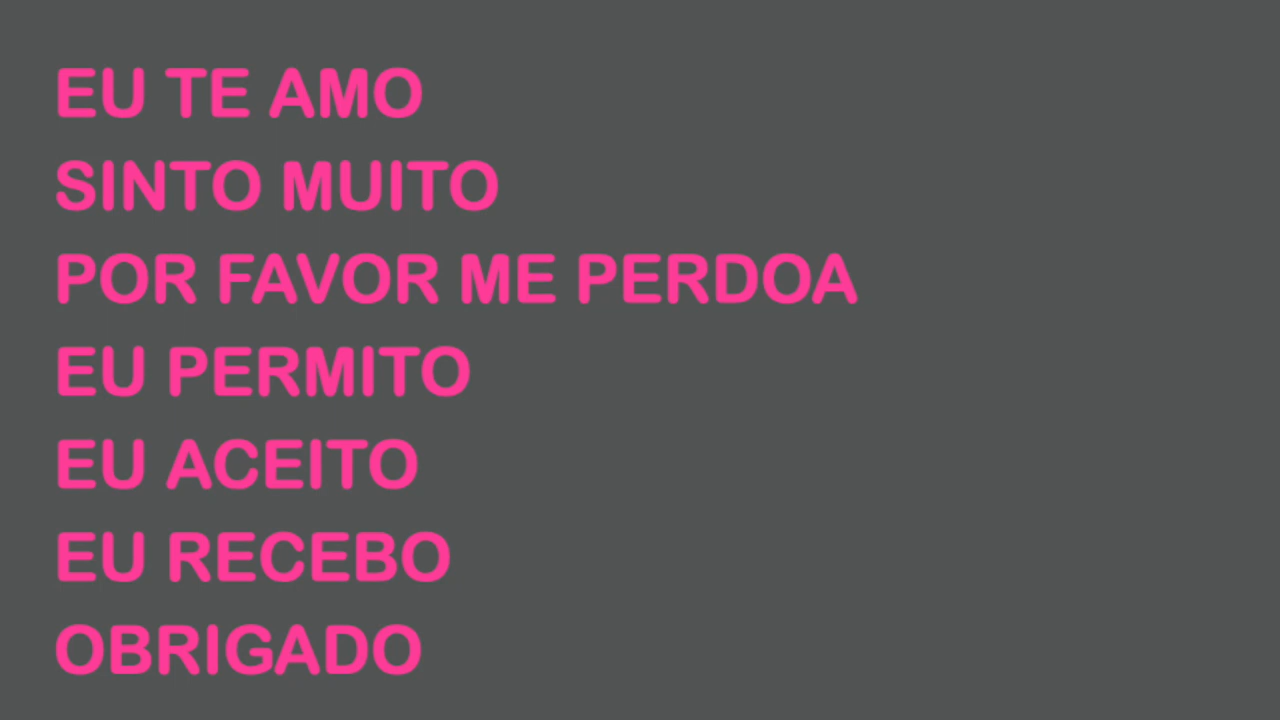 EU TE AMO
SINTO MUITO
POR FAVOR ME PERDOA
EU PERMITO
EU ACEITO
EU RECEBO
OBRIGADO